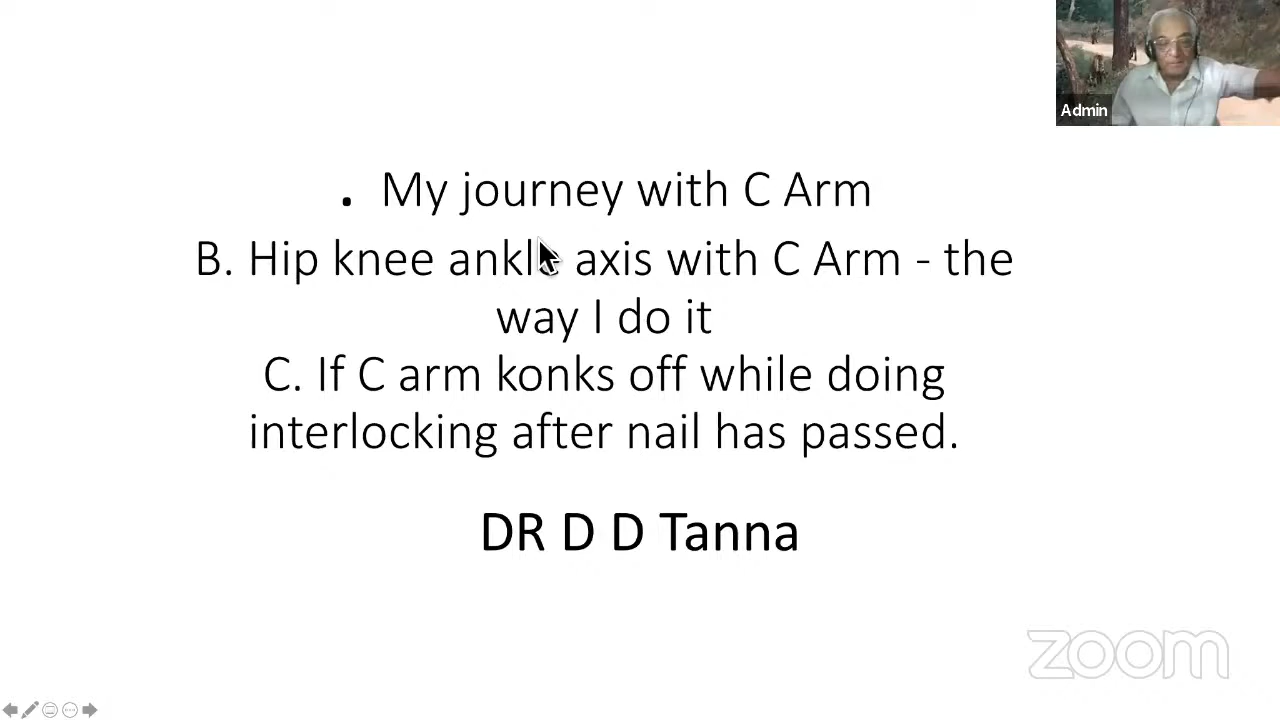 Admin
. My journey with C Arm
B. Hip knee ankle axis with C Arm - the
way I do it
C. If C arm konks off while doing
interlocking after nail has passed.
DR D D Tanna
zoom